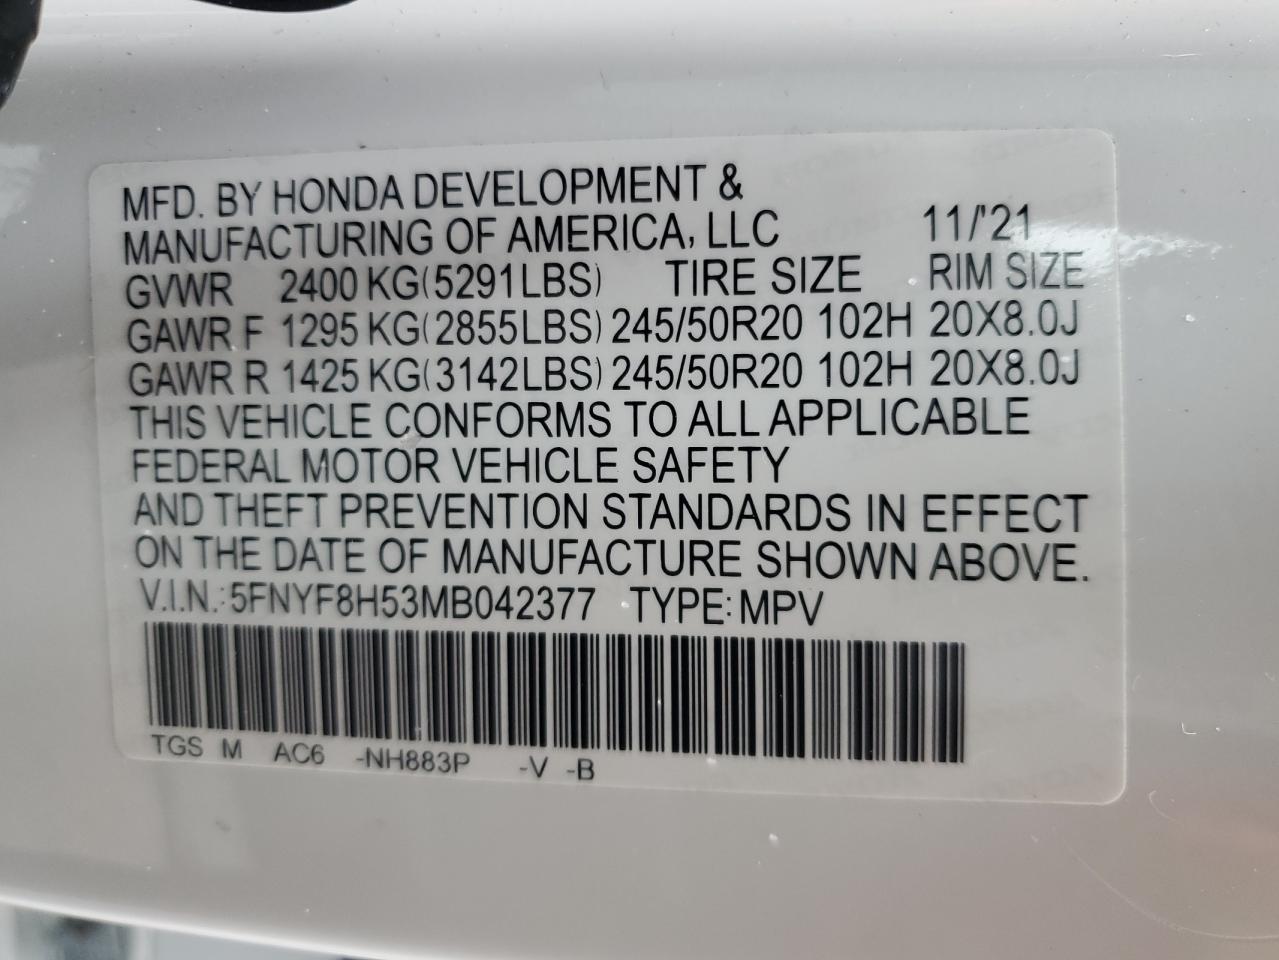 MFD. BY HONDA DEVELOPMENT &
MANUFACTURING OF AMERICA, LLC 11/'21
GVWR 2400 KG(5291LBS) TIRE SIZE RIM SIZE
GAWR F 1295 KG(2855LBS) 245/50R20 102H 20X8.0J
GAWR R 1425 KG(3142LBS) 245/50R20 102H 20X8.0J
THIS VEHICLE CONFORMS TO ALL APPLICABLE
FEDERAL MOTOR VEHICLE SAFETY
AND THEFT PREVENTION STANDARDS IN EFFECT
ON THE DATE OF MANUFACTURE SHOWN ABOVE.
V.I.N.:5FNYF8H53MB042377 TYPE:MPV
TGS M AC6 -NH883P -V -B